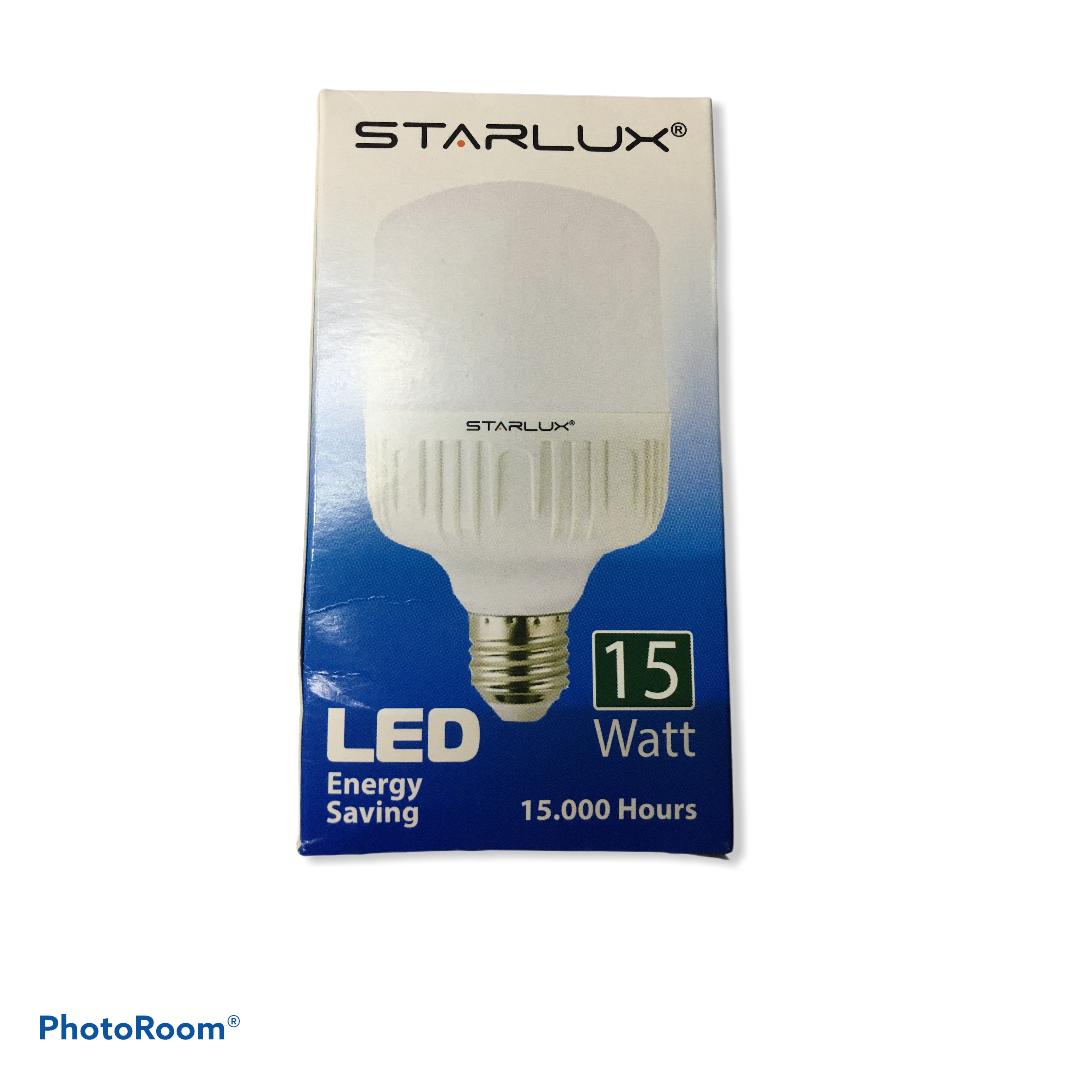 STARLUX®
STARLUX®
15
Watt
LED
Energy
Saving
15.000 Hours
PhotoRoom®